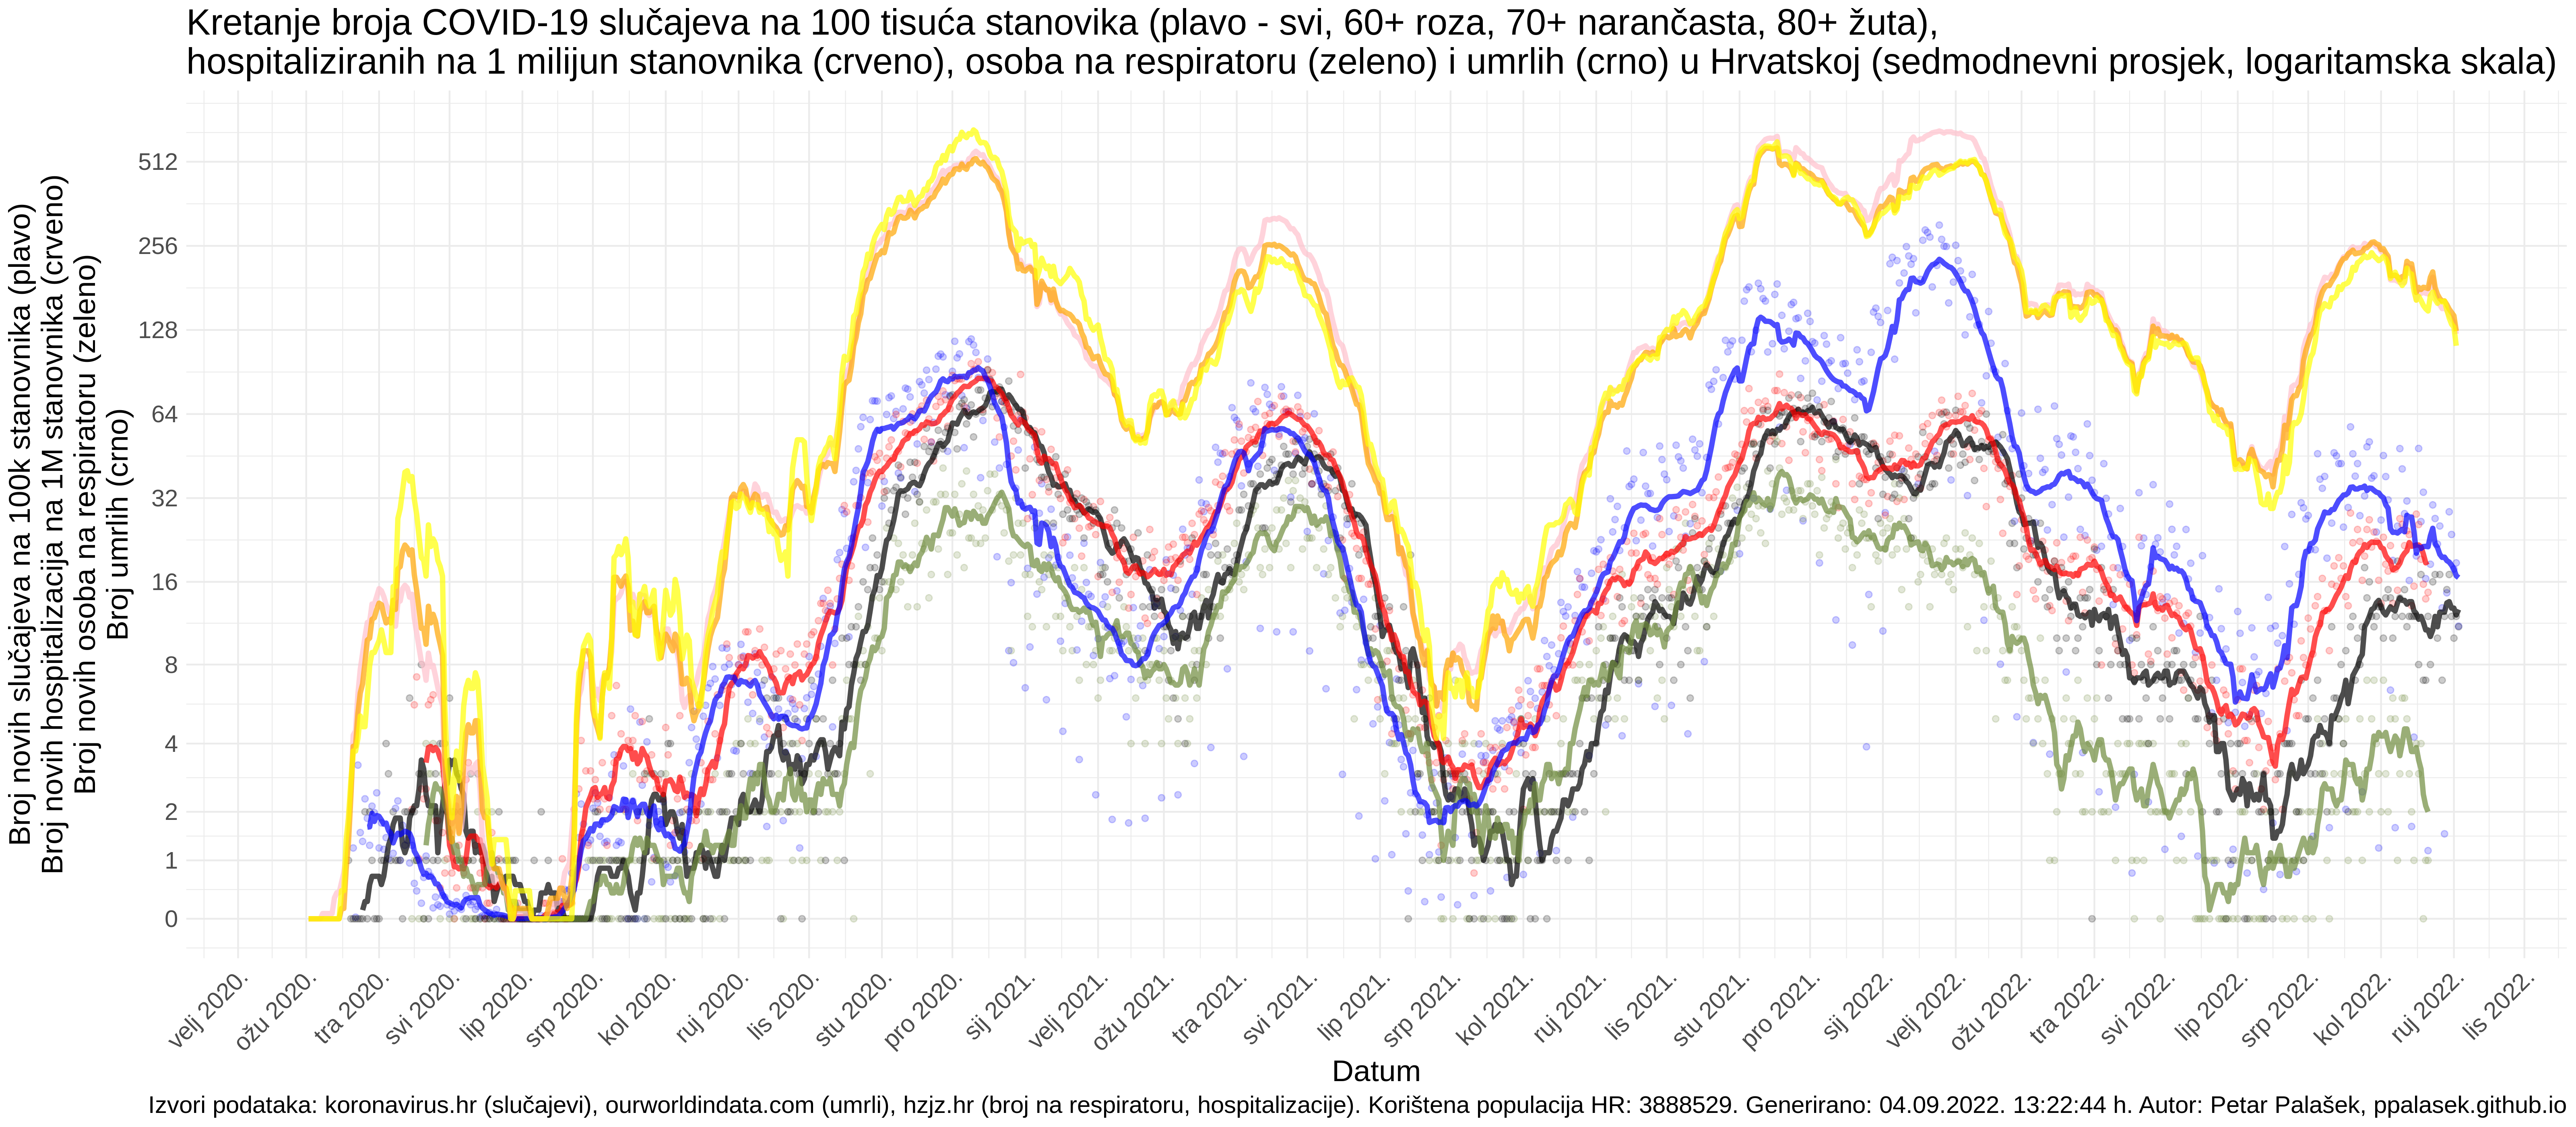 Kretanje broja COVID-19 slučajeva na 100 tisuća stanovika (plavo - svi, 60+ roza, 70+ narančasta, 80+ žuta),
hospitaliziranih na 1 milijun stanovnika (crveno), osoba na respiratoru (zeleno) i umrlih (crno) u Hrvatskoj (sedmodnevni prosjek, logaritamska skala)
Broj novih slučajeva na 100k stanovnika (plavo)
Broj novih hospitalizacija na 1M stanovnika (crveno)
Broj novih osoba na respiratoru (zeleno)
Broj umrlih (crno)
512
256
128
64
32
16
8
4
2
1
0
velj 2020.
ožu 2020.
tra 2020.
svi 2020.
lip 2020.
srp 2020.
kol 2020.
ruj 2020.
lis 2020.
stu 2020.
pro 2020.
sij 2021.
velj 2021.
ožu 2021.
tra 2021.
svi 2021.
lip 2021.
srp 2021.
kol 2021.
ruj 2021.
lis 2021.
stu 2021.
pro 2021.
sij 2022.
velj 2022.
ožu 2022.
tra 2022.
svi 2022.
lip 2022.
srp 2022.
kol 2022.
ruj 2022.
lis 2022.
Datum
Izvori podataka: koronavirus.hr (slučajevi), ourworldindata.com (umrli), hzjz.hr (broj na respiratoru, hospitalizacije). Korištena populacija HR: 3888529. Generirano: 04.09.2022. 13:22:44 h. Autor: Petar Palašek, ppalasek.github.io